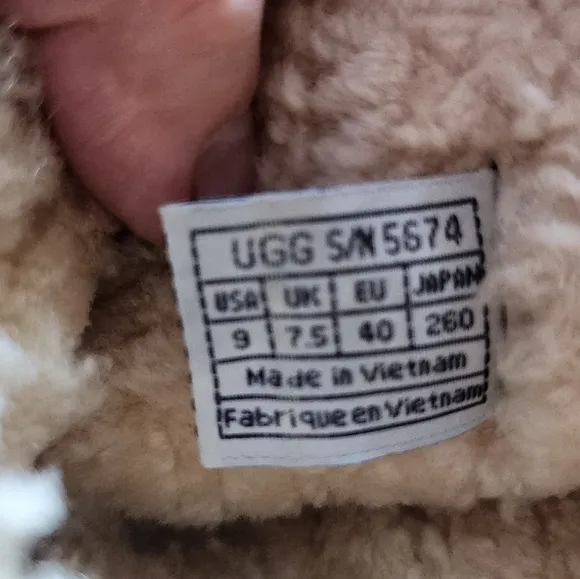 UGG S/N 5674
USA UK EU JAPAN
9 7.5 40 260
Made in Vietnam
Fabrique en Vietnam